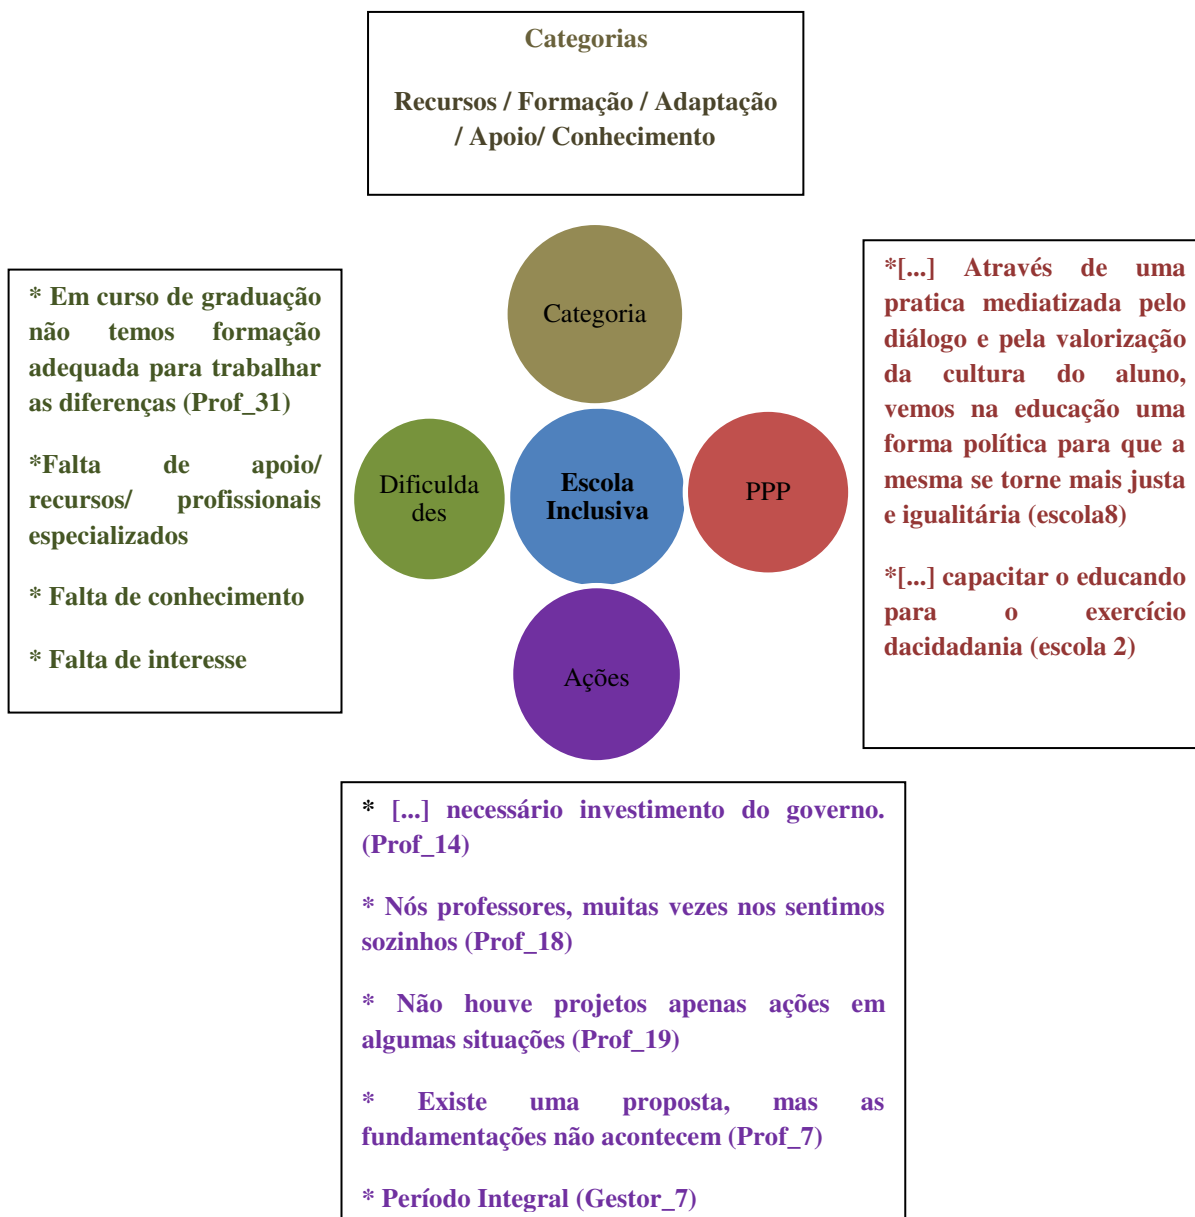 Categorias
Recursos / Formação / Adaptação
/ Apoio/ Conhecimento
Categoria
* Em curso de graduação
não temos formação
adequada para trabalhar
as diferenças (Prof_31)
*Falta de apoio/
recursos/ profissionais
especializados
* Falta de conhecimento
* Falta de interesse
Dificulda
des
Escola
Inclusiva
PPP
*[...] Através de uma
pratica mediatizada pelo
diálogo e pela valorização
da cultura do aluno,
vemos na educação uma
forma política para que a
mesma se torne mais justa
e igualitária (escola8)
*[...] capacitar o educando
para o exercício
dacidadania (escola 2)
Ações
* [...] necessário investimento do governo.
(Prof_14)
* Nós professores, muitas vezes nos sentimos
sozinhos (Prof_18)
* Não houve projetos apenas ações em
algumas situações (Prof_19)
* Existe uma proposta, mas as
fundamentações não acontecem (Prof_7)
* Período Integral (Gestor_7)